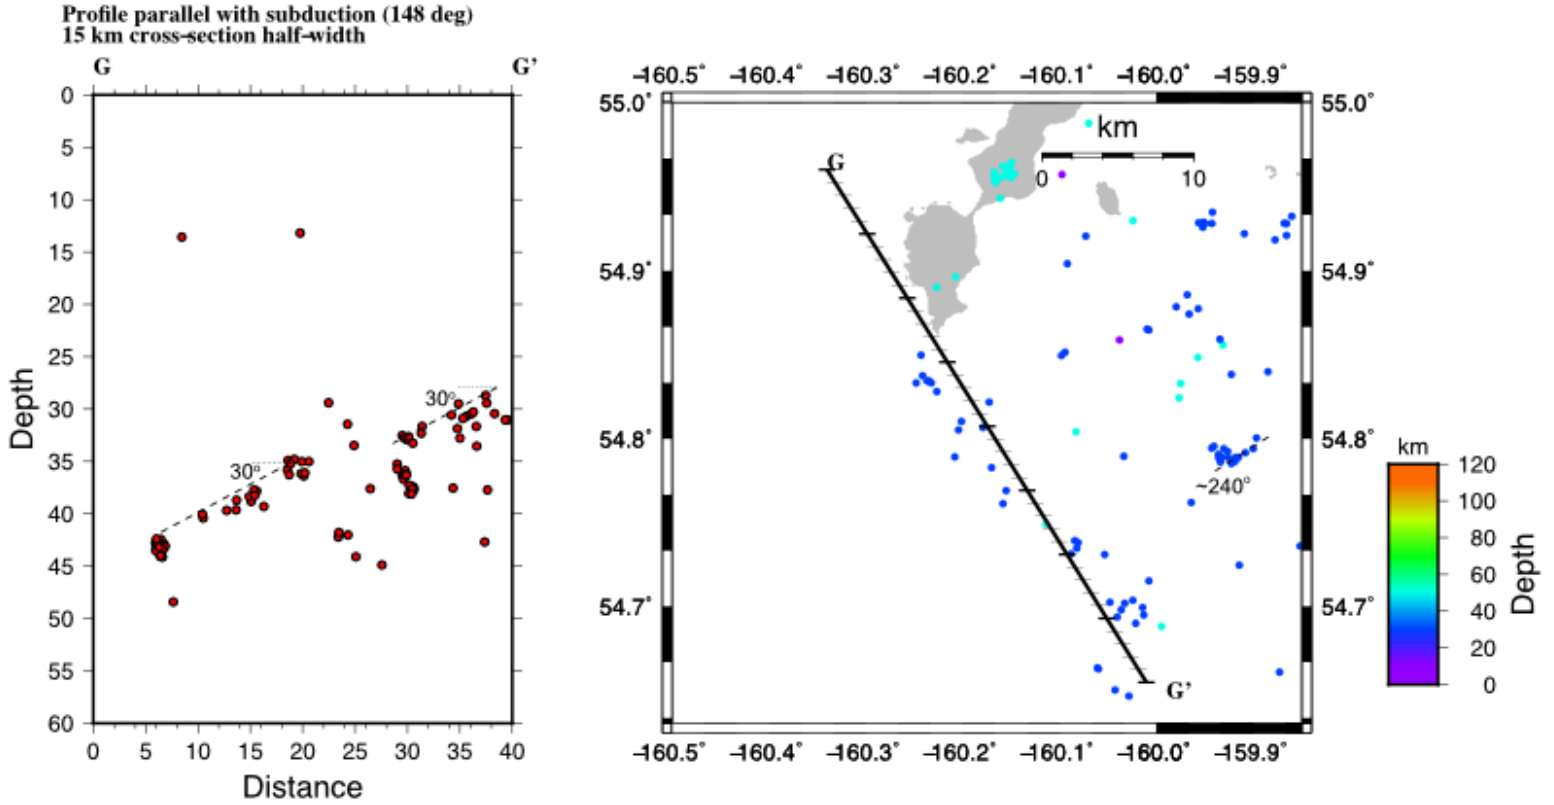 Profile parallel with subduction (148 deg)
15 km cross-section half-width
G G'
0
5
10
15
20
25
30
35
40
45
50
55
60
Depth
30°
30°
0 5 10 15 20 25 30 35 40
Distance
-160.5° -160.4° -160.3° -160.2° -160.1° -160.0° -159.9°
55.0° 55.0°
km
0 10
G
54.9° 54.9°
54.8° 54.8°
~240°
54.7° 54.7°
G'
-160.5° -160.4° -160.3° -160.2° -160.1° -160.0° -159.9°
km
120
100
80
60
40
20
0
Depth